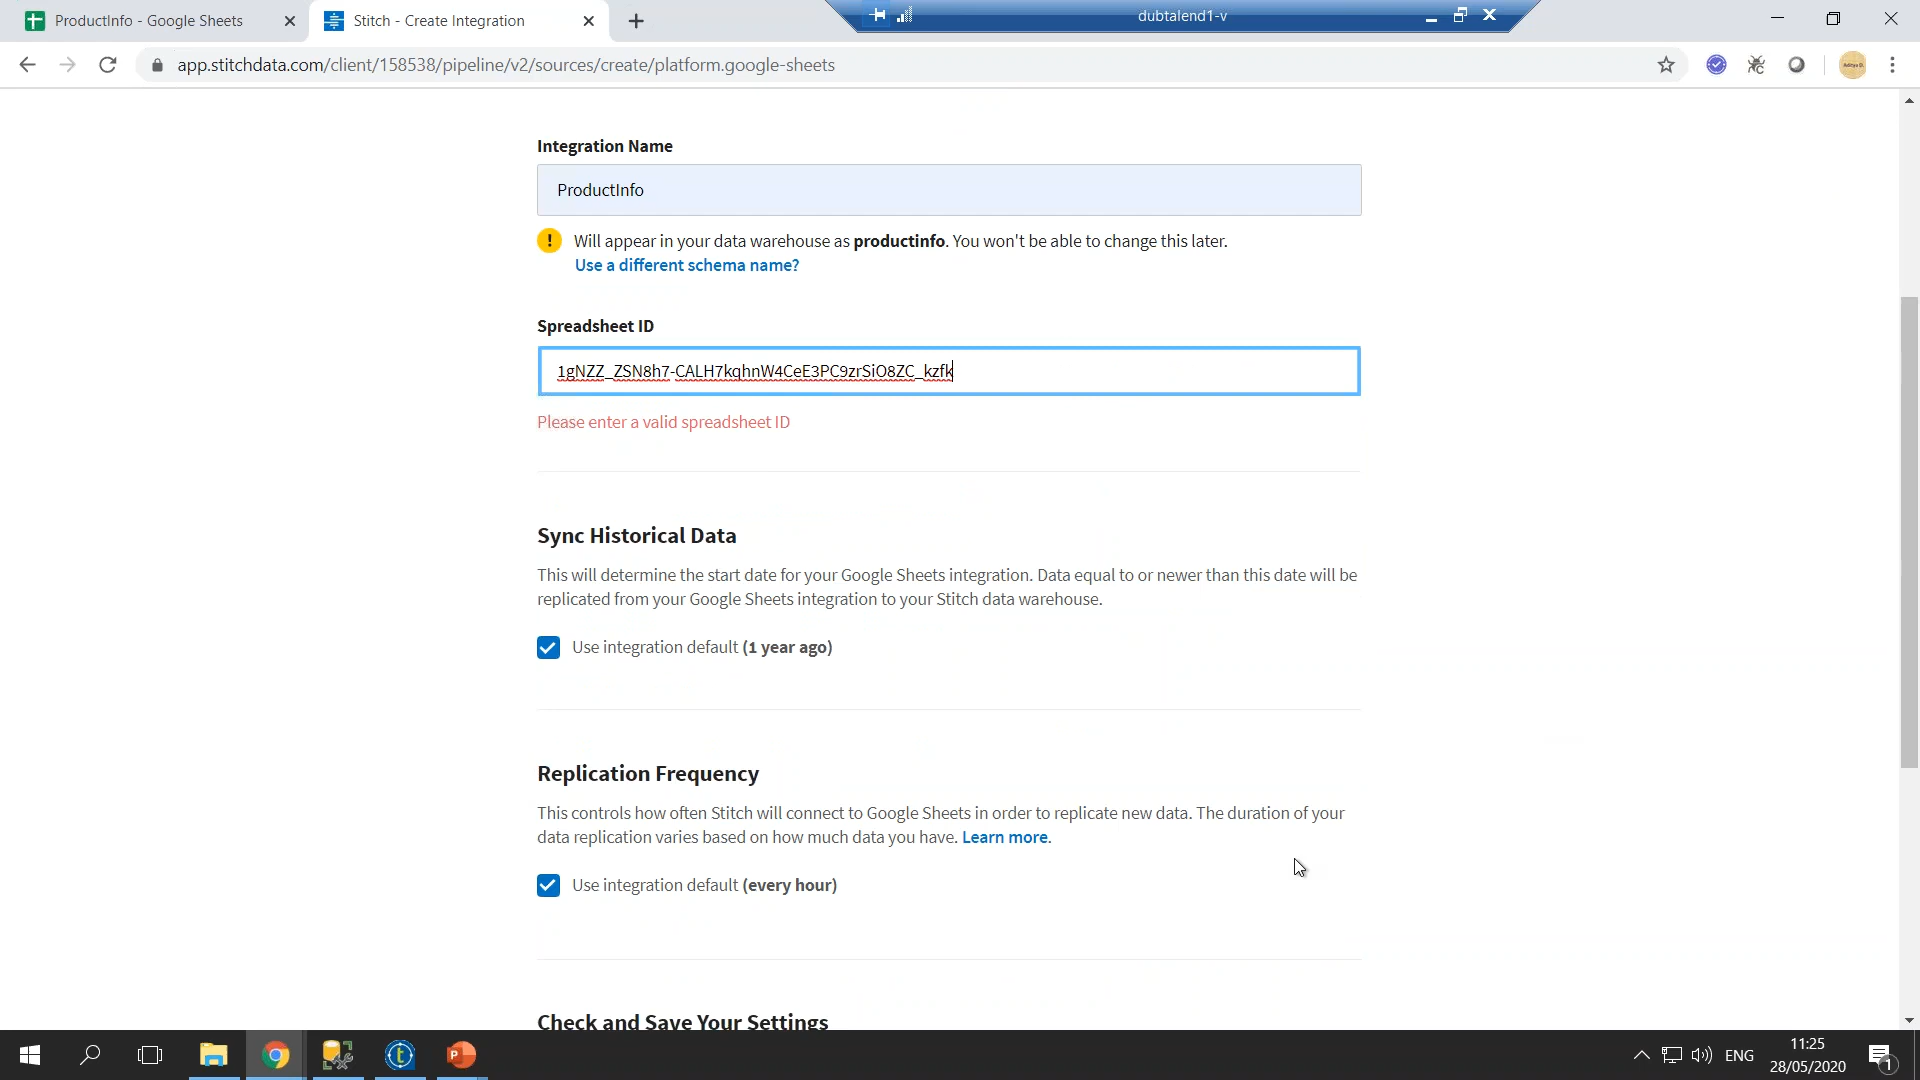 ProductInfo - Google Sheets
Stitch - Create Integration
dubtalend1-v
app.stitchdata.com/client/158538/pipeline/v2/sources/create/platform.google-sheets
Integration Name
ProductInfo
Will appear in your data warehouse as productinfo. You won't be able to change this later.
Use a different schema name?
Spreadsheet ID
1gNZZ_ZSN8h7-CALH7kqhnW4CeE3PC9zrSiO8ZC_kzfk
Please enter a valid spreadsheet ID
Sync Historical Data
This will determine the start date for your Google Sheets integration. Data equal to or newer than this date will be
replicated from your Google Sheets integration to your Stitch data warehouse.
Use integration default (1 year ago)
Replication Frequency
This controls how often Stitch will connect to Google Sheets in order to replicate new data. The duration of your
data replication varies based on how much data you have. Learn more.
Use integration default (every hour)
Check and Save Your Settings
ENG
11:25
28/05/2020
1